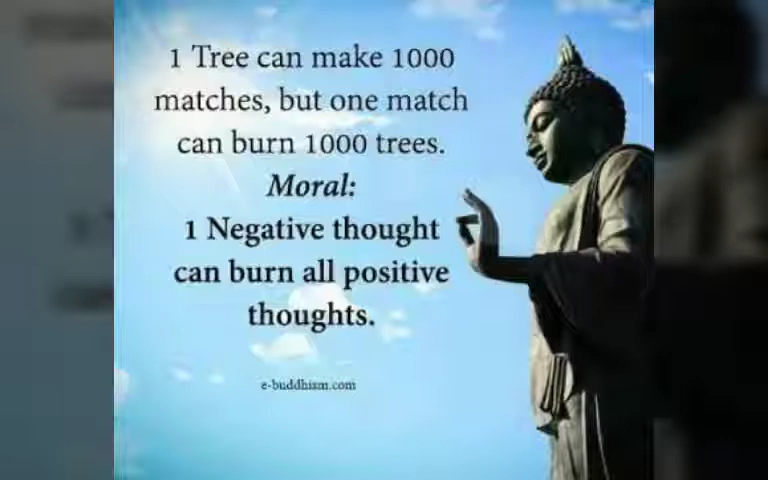 1 Tree can make 1000
matches, but one match
can burn 1000 trees.
Moral:
1 Negative thought
can burn all positive
thoughts.
e-buddhism.com